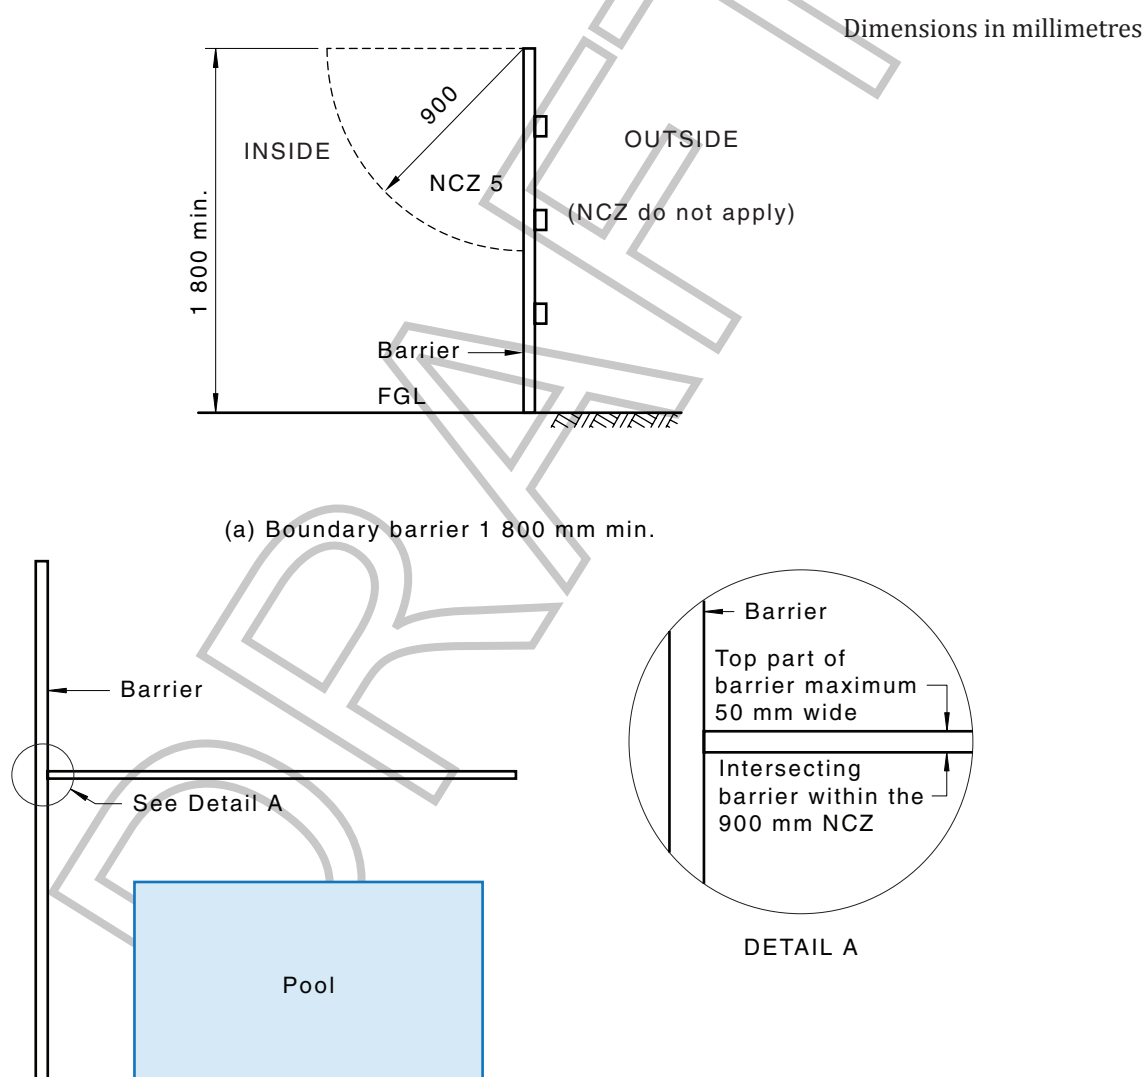 Dimensions in millimetres
900
INSIDE
OUTSIDE
NCZ 5
(NCZ do not apply)
1 800 min.
Barrier
FGL
(a) Boundary barrier 1 800 mm min.
Barrier
See Detail A
Pool
Barrier
Top part of
barrier maximum
50 mm wide
Intersecting
barrier within the
900 mm NCZ
DETAIL A
DRAFT